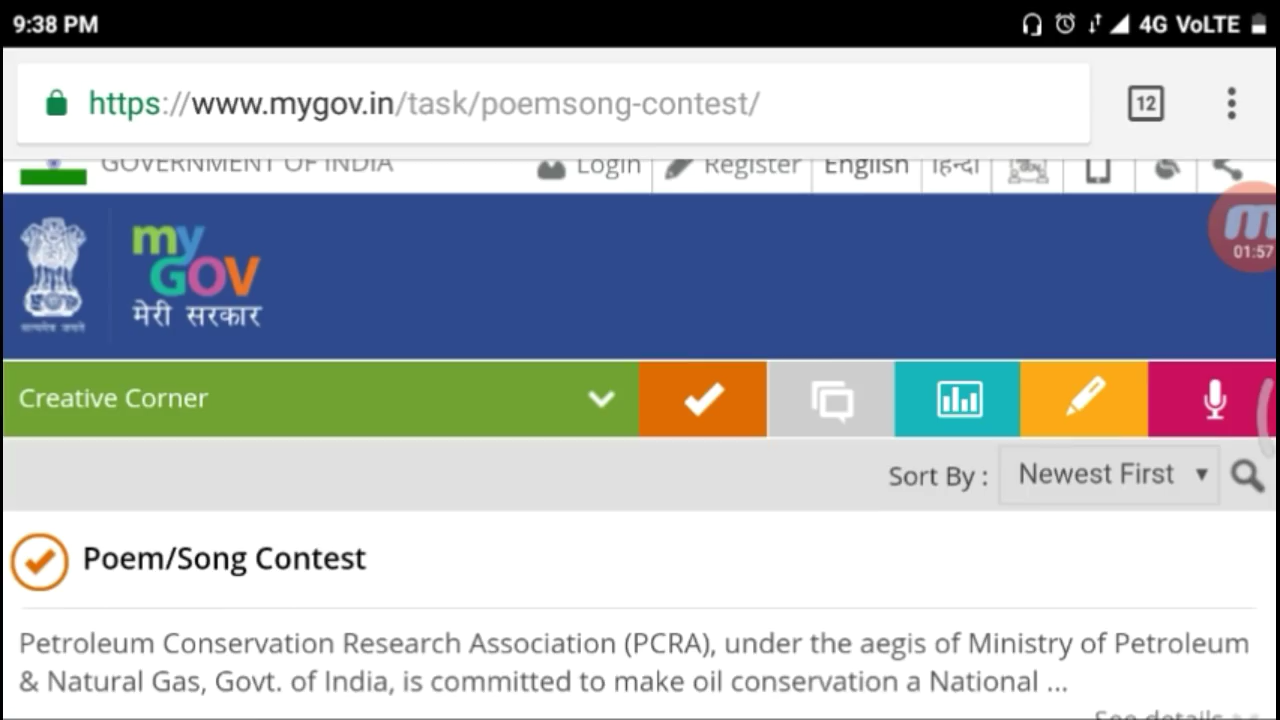 9:38 PM
4G VoLTE
https://www.mygov.in/task/poemsong-contest/
12
GOVERNMENT OF INDIA Login Register English हिन्दी
my
GOV
मेरी सरकार
01:57
Creative Corner
Sort By : Newest First
Poem/Song Contest
Petroleum Conservation Research Association (PCRA), under the aegis of Ministry of Petroleum
& Natural Gas, Govt. of India, is committed to make oil conservation a National ...
See details